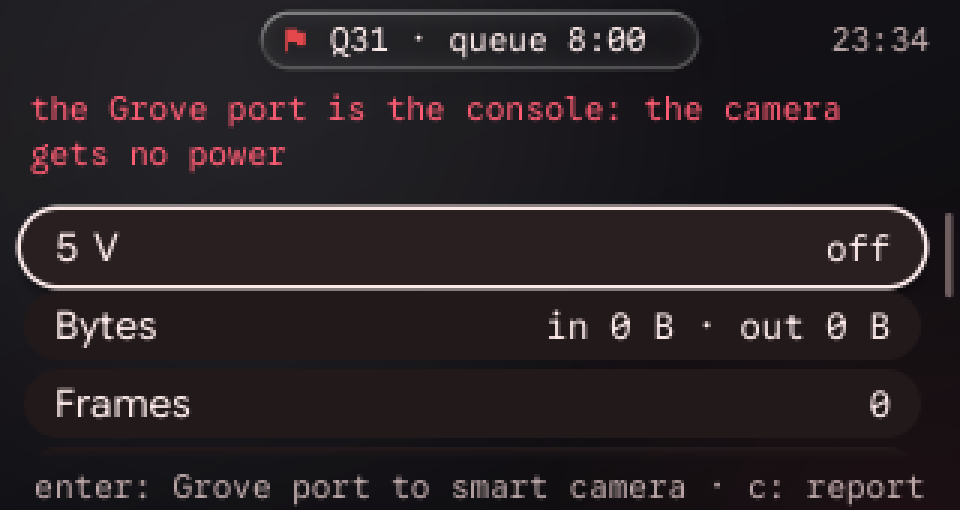 Q31 · queue 8:00
23:34
the Grove port is the console: the camera
gets no power
5 V off
Bytes in 0 B · out 0 B
Frames 0
enter: Grove port to smart camera · c: report